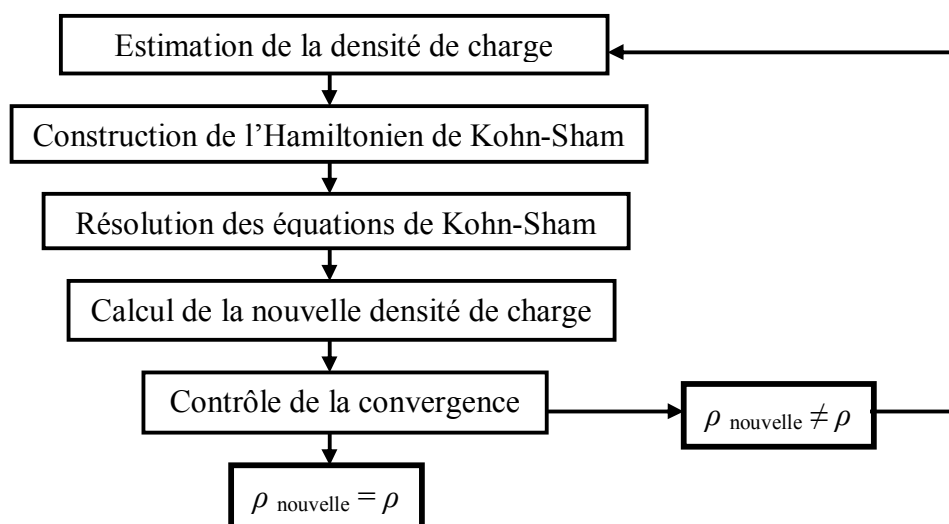 Estimation de la densité de charge
Construction de l’Hamiltonien de Kohn-Sham
Résolution des équations de Kohn-Sham
Calcul de la nouvelle densité de charge
Contrôle de la convergence
ρ nouvelle ≠ ρ
ρ nouvelle = ρ